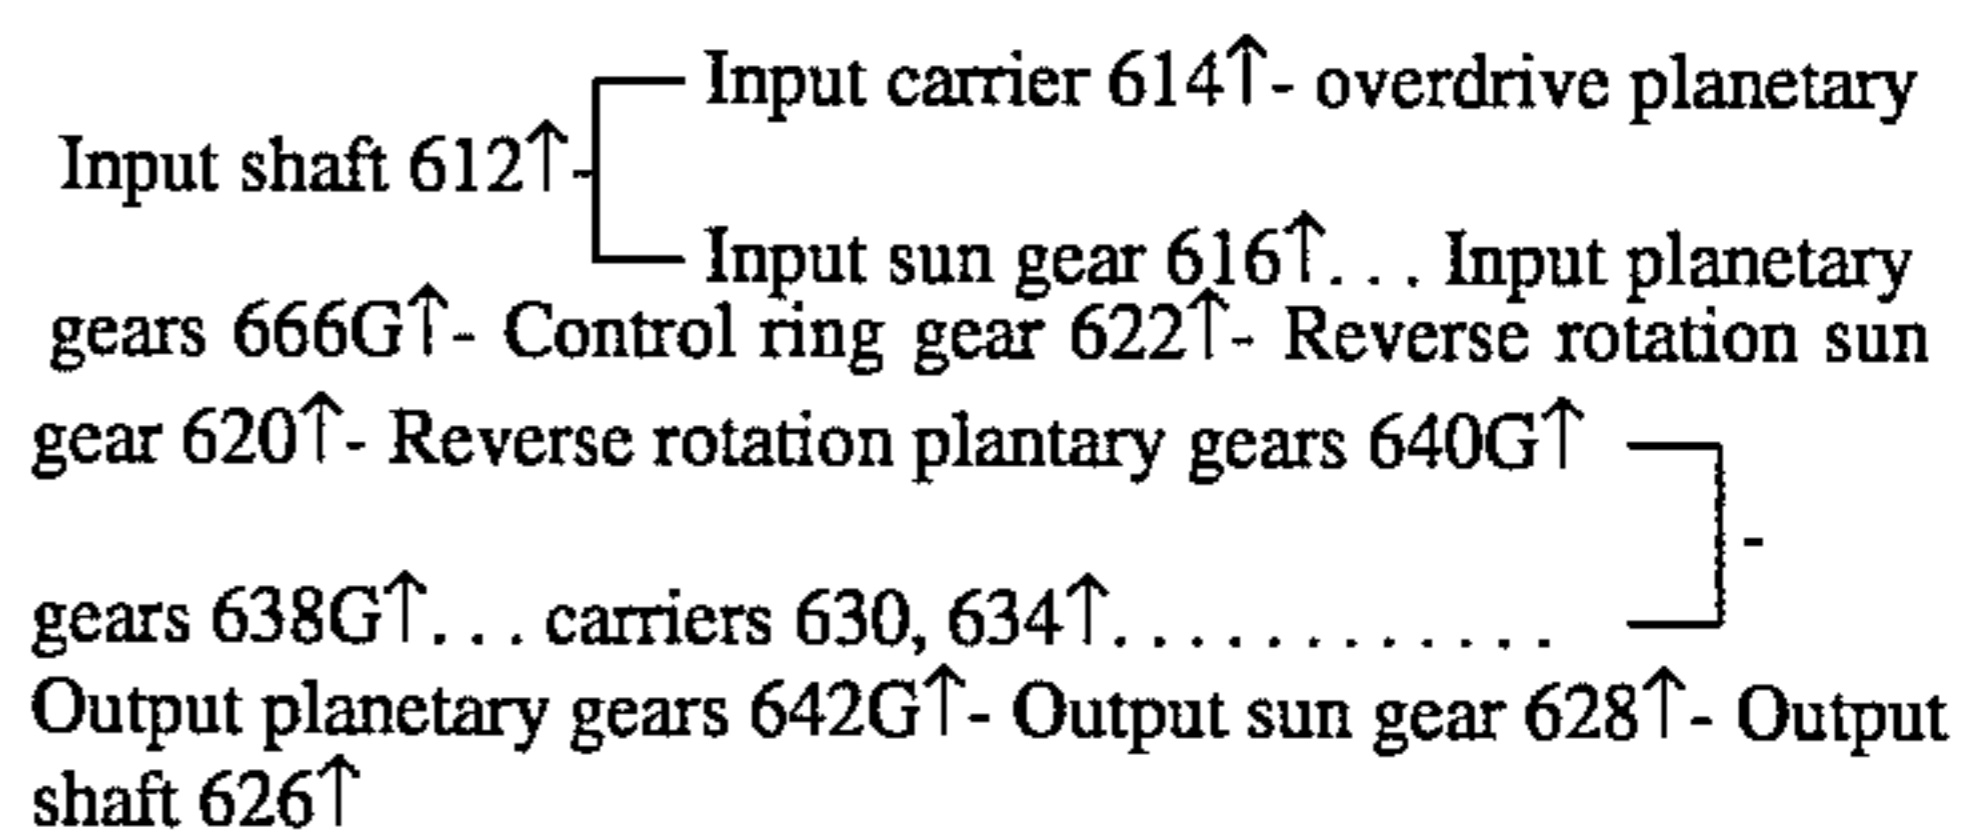 Input carrier 614↑- overdrive planetary
Input shaft 612↑-
Input sun gear 616↑. . . Input planetary
gears 666G↑- Control ring gear 622↑- Reverse rotation sun
gear 620↑- Reverse rotation plantary gears 640G↑
-
gears 638G↑. . . carriers 630, 634↑. . . . . . . . . . . .
Output planetary gears 642G↑- Output sun gear 628↑- Output
shaft 626↑